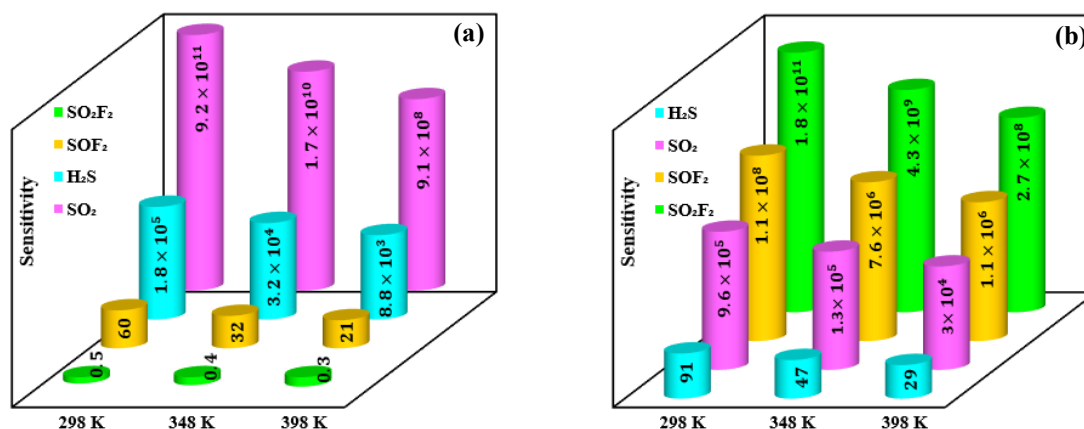 (a)
Sensitivity
SO₂F₂
SOF₂
H₂S
SO₂
9.2 × 10¹¹
1.7 × 10¹⁰
9.1 × 10⁸
1.8 × 10⁵
3.2 × 10⁴
8.8 × 10³
60
32
21
0.5
0.4
0.3
298 K
348 K
398 K
(b)
Sensitivity
H₂S
SO₂
SOF₂
SO₂F₂
1.8 × 10¹¹
4.3 × 10⁹
2.7 × 10⁸
1.1 × 10⁸
7.6 × 10⁶
1.1 × 10⁶
9.6 × 10⁵
1.3 × 10⁵
3× 10⁴
91
47
29
298 K
348 K
398 K